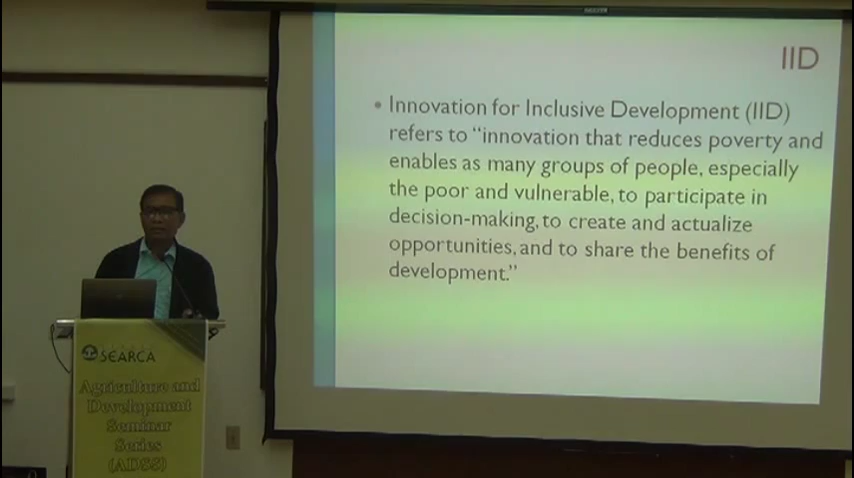 IID
• Innovation for Inclusive Development (IID)
refers to “innovation that reduces poverty and
enables as many groups of people, especially
the poor and vulnerable, to participate in
decision-making, to create and actualize
opportunities, and to share the benefits of
development.”
SEARCA
Agriculture and
Development
Seminar
Series
(ADSS)